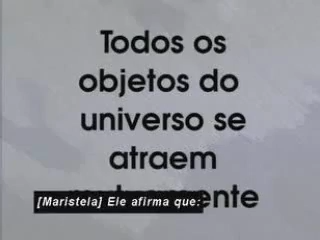 Todos os
objetos do
universo se
atraem
[Maristela] Ele afirma que: